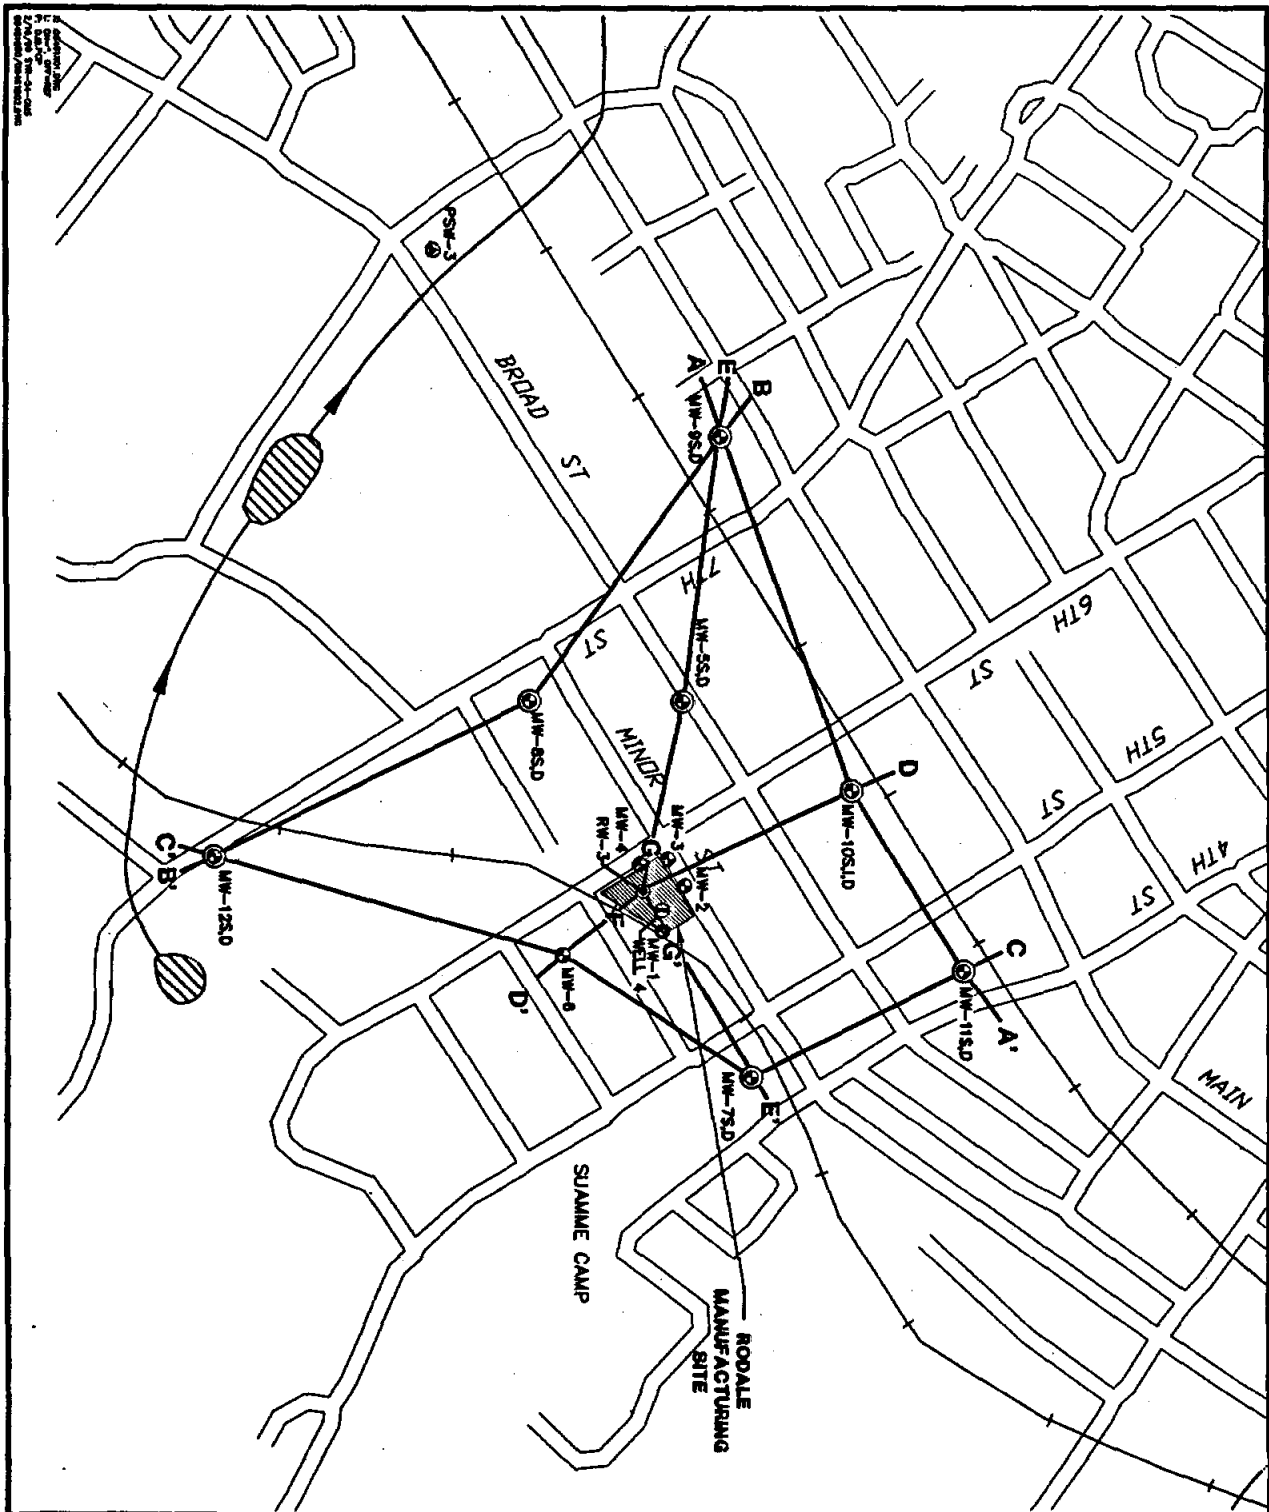 PSW-3
BROAD
ST
A
E
B
MW-9S,D
7TH
ST
6TH
ST
5TH
ST
4TH
ST
MAIN
MW-5S,D
MW-8S,D
MINOR
ST
D
MW-10S,I,D
MW-3
MW-2
MW-4
RW-3
G
F
G'
MW-1
WELL 4
C
A'
MW-11S,D
C'
B'
MW-12S,D
MW-6
D'
MW-7S,D
E'
SUAMME CAMP
RODALE
MANUFACTURING
SITE